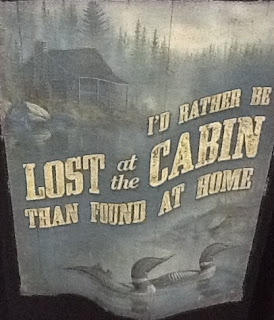 I'D RATHER BE
LOST at the CABIN
THAN FOUND AT HOME